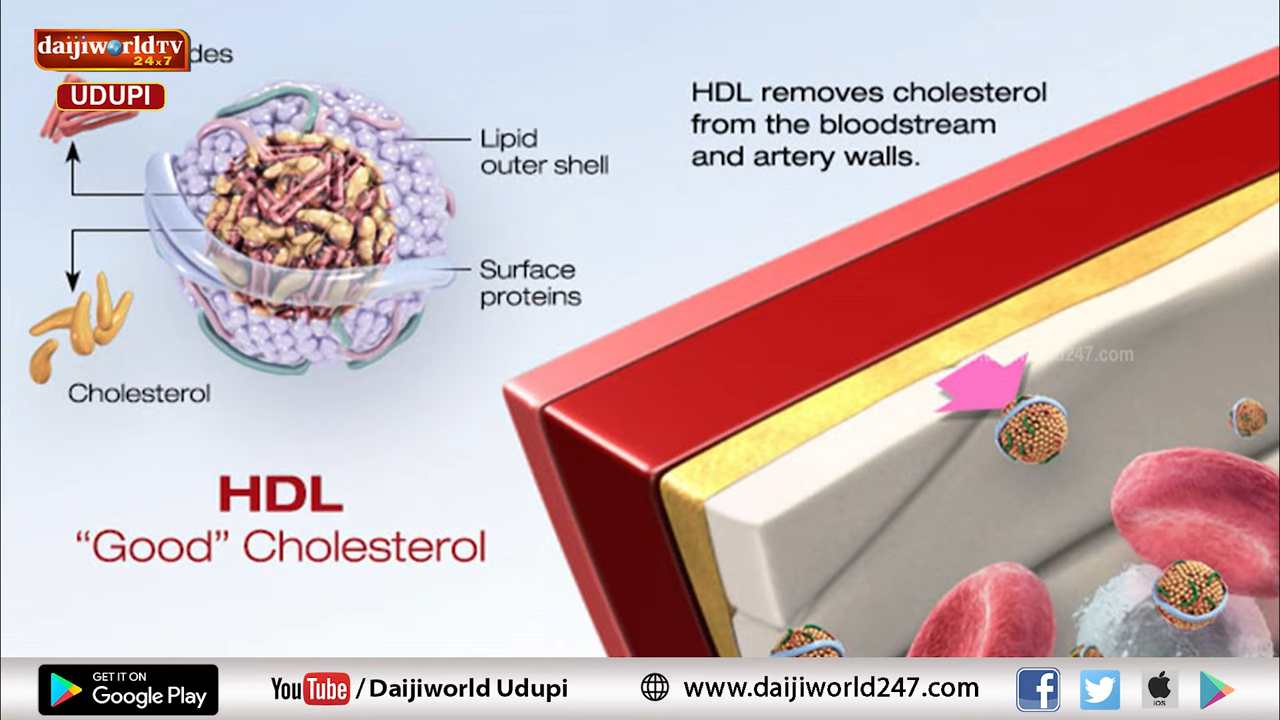 daijiworldTV
24x7
des
UDUPI
HDL removes cholesterol
from the bloodstream
and artery walls.
Lipid
outer shell
Surface
proteins
Cholesterol
HDL
“Good” Cholesterol
GET IT ON
Google Play
YouTube / Daijiworld Udupi
www.daijiworld247.com
iOS